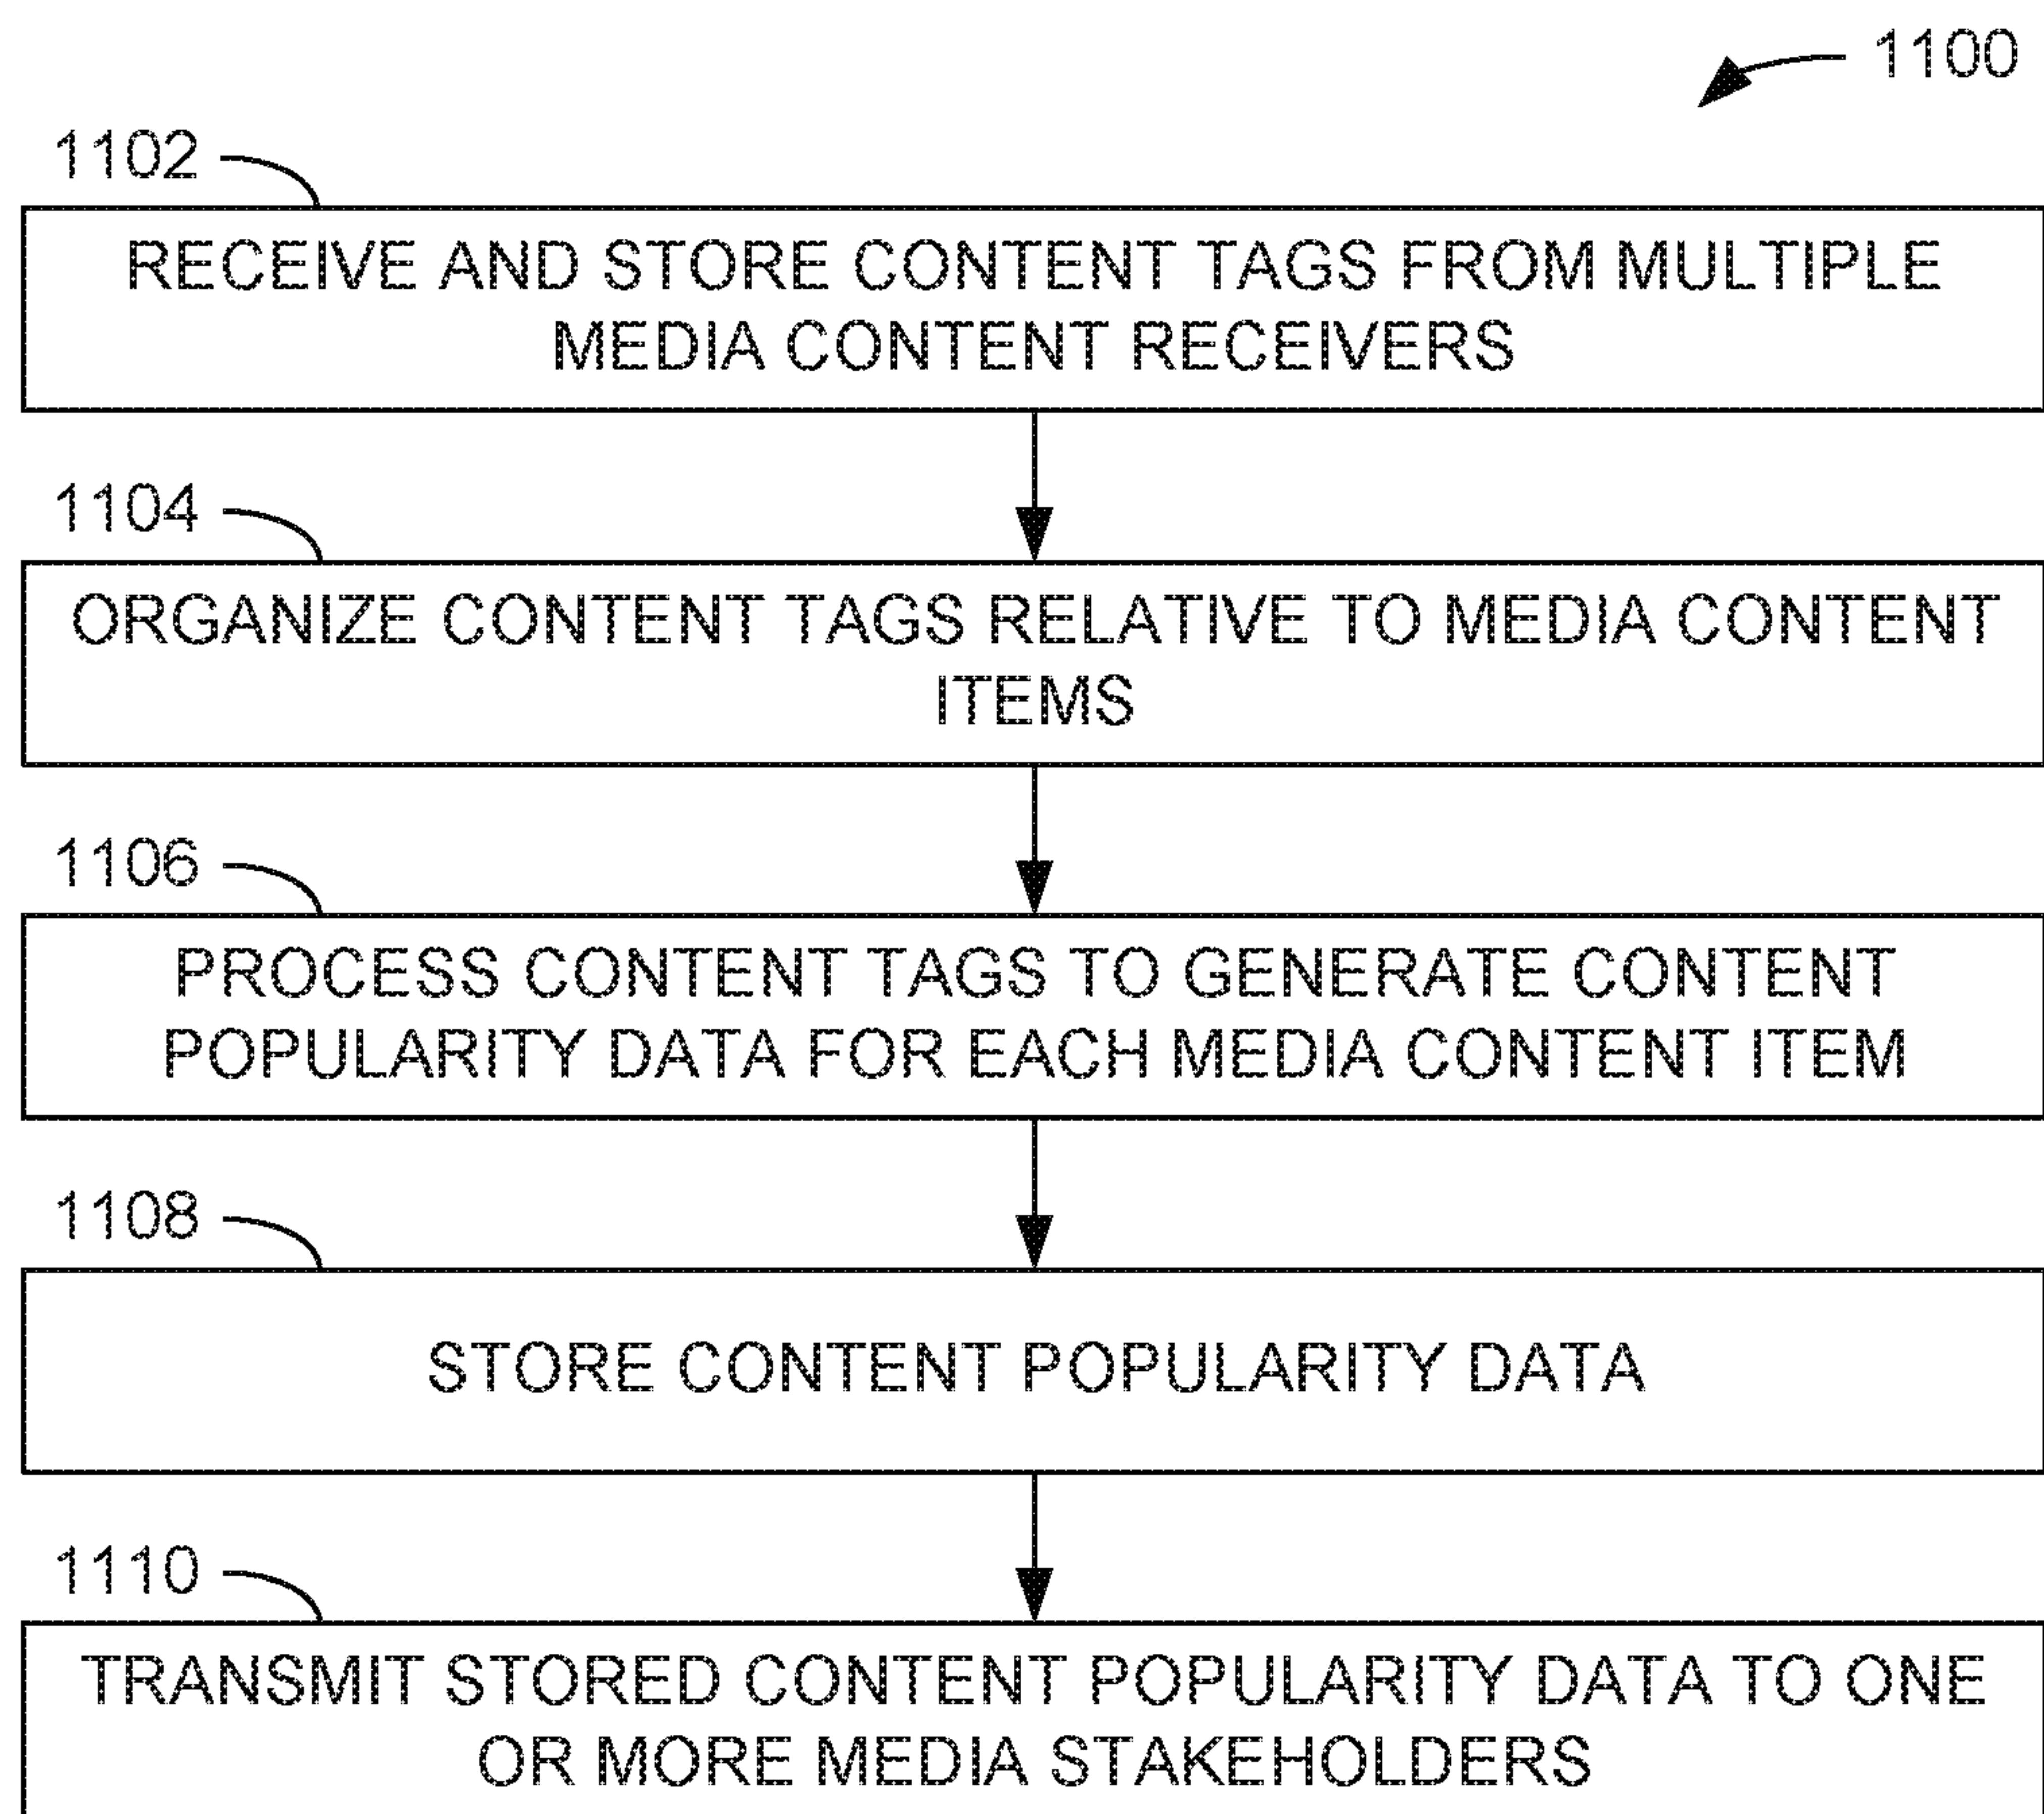 1100
1102
RECEIVE AND STORE CONTENT TAGS FROM MULTIPLE
MEDIA CONTENT RECEIVERS
1104
ORGANIZE CONTENT TAGS RELATIVE TO MEDIA CONTENT
ITEMS
1106
PROCESS CONTENT TAGS TO GENERATE CONTENT
POPULARITY DATA FOR EACH MEDIA CONTENT ITEM
1108
STORE CONTENT POPULARITY DATA
1110
TRANSMIT STORED CONTENT POPULARITY DATA TO ONE
OR MORE MEDIA STAKEHOLDERS